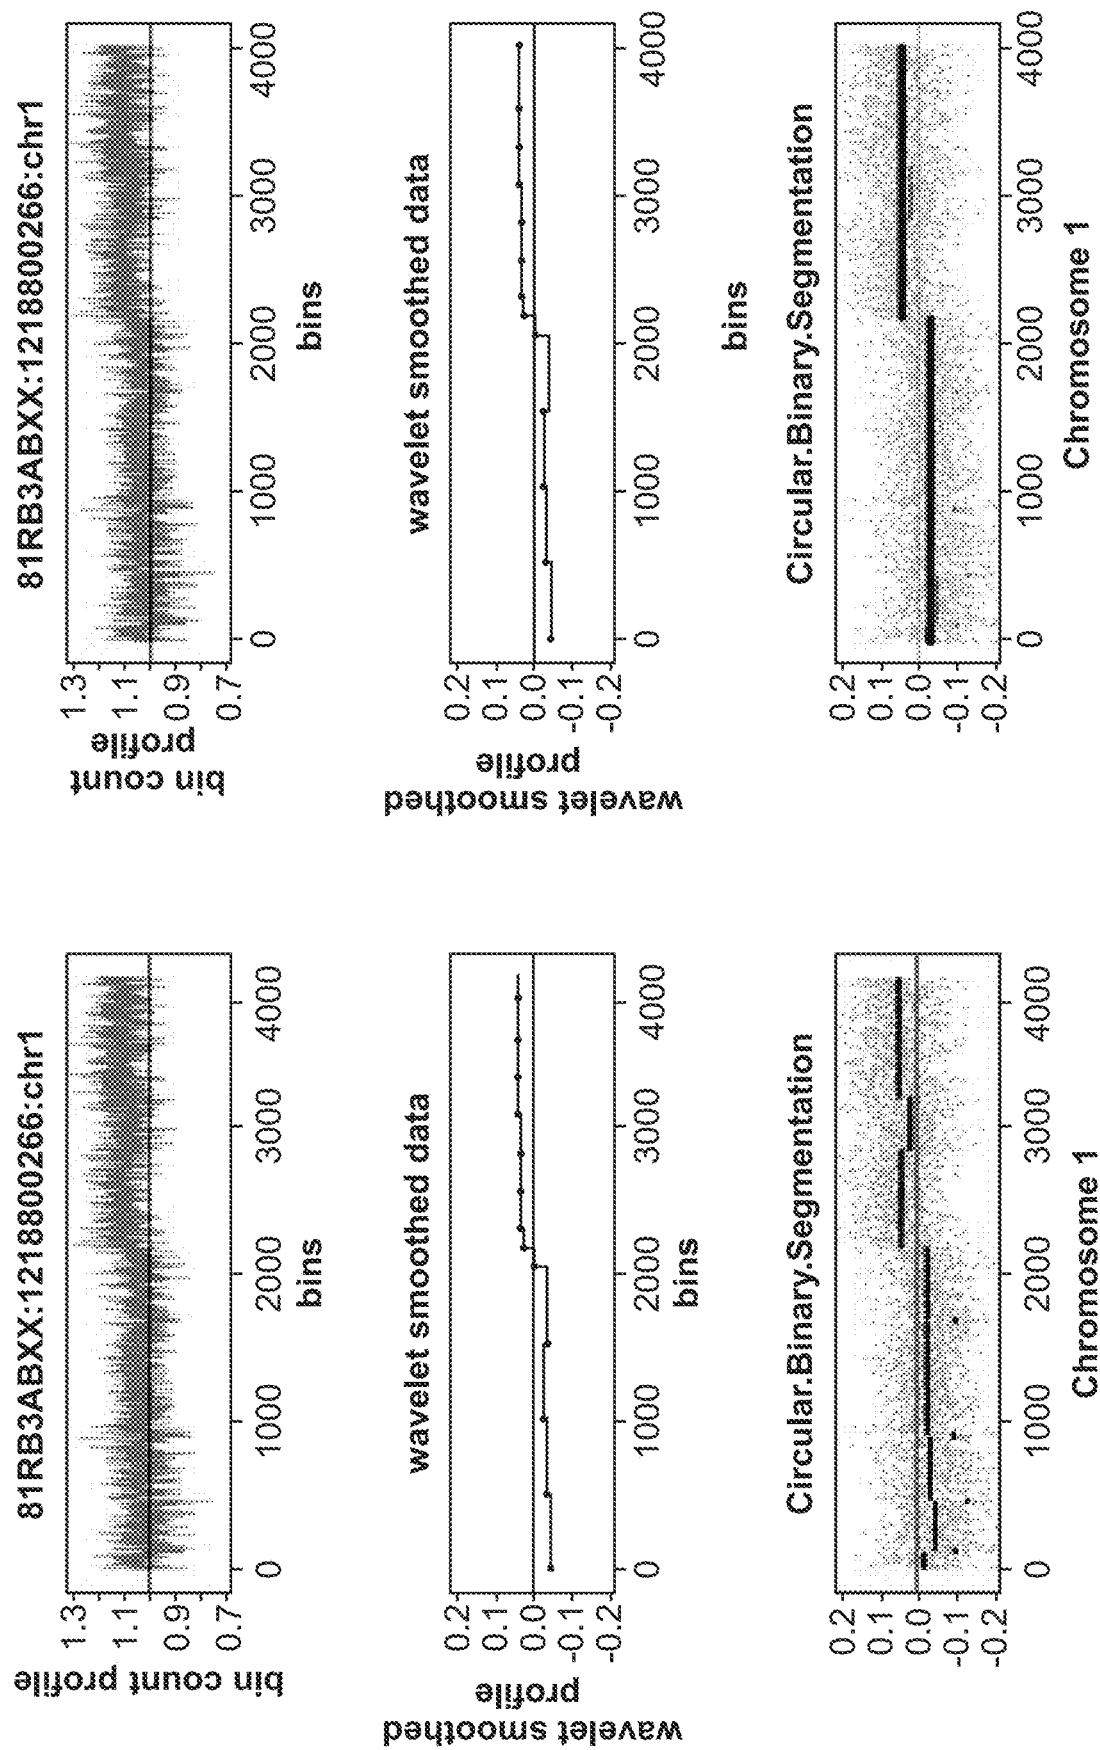 81RB3ABXX:121880266:chr1
bin count profile
1.3
1.1
0.9
0.7
0 1000 2000 3000 4000
bins
81RB3ABXX:121880266:chr1
bin count
profile
1.3
1.1
0.9
0.7
0 1000 2000 3000 4000
bins
wavelet smoothed data
wavelet smoothed
profile
0.2
0.1
0.0
-0.1
-0.2
0 1000 2000 3000 4000
bins
wavelet smoothed data
wavelet smoothed
profile
0.2
0.1
0.0
-0.1
-0.2
0 1000 2000 3000 4000
bins
Circular.Binary.Segmentation
0.2
0.1
0.0
-0.1
-0.2
0 1000 2000 3000 4000
Chromosome 1
Circular.Binary.Segmentation
0.2
0.1
0.0
-0.1
-0.2
0 1000 2000 3000 4000
Chromosome 1